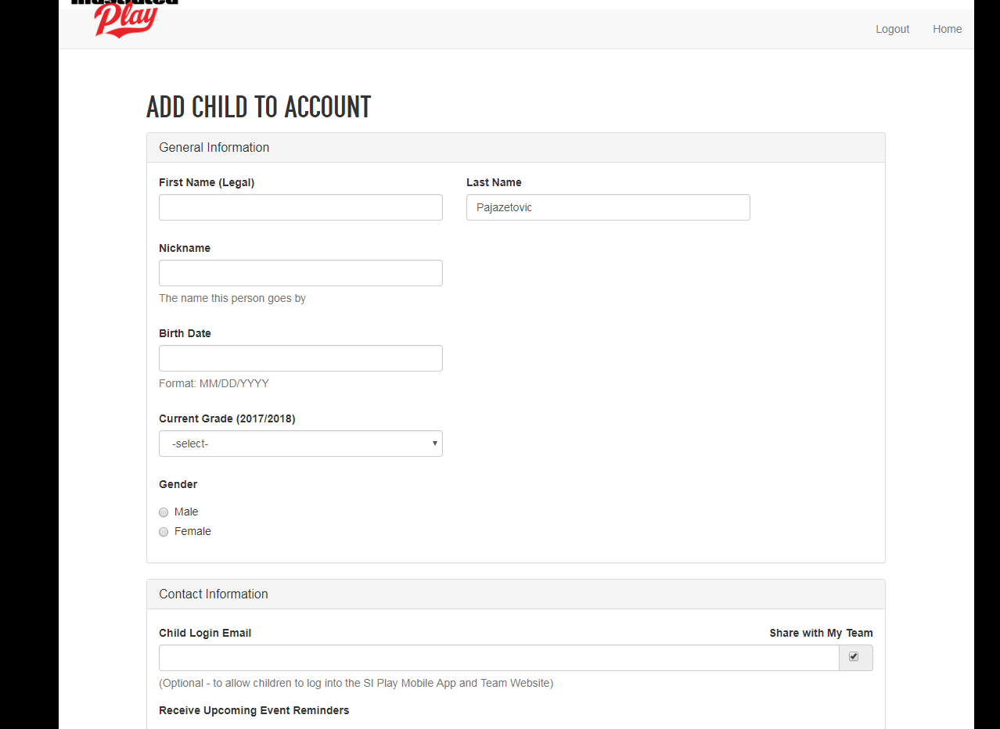 Illustrated
Play
Logout Home
ADD CHILD TO ACCOUNT
General Information
First Name (Legal) Last Name
Pajazetovic
Nickname
The name this person goes by
Birth Date
Format: MM/DD/YYYY
Current Grade (2017/2018)
-select-
Gender
Male
Female
Contact Information
Child Login Email Share with My Team
(Optional - to allow children to log into the SI Play Mobile App and Team Website)
Receive Upcoming Event Reminders